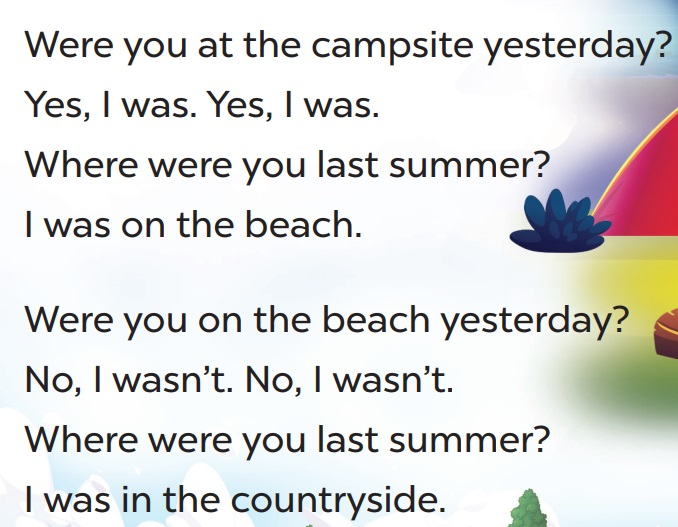 Were you at the campsite yesterday?
Yes, I was. Yes, I was.
Where were you last summer?
I was on the beach.
Were you on the beach yesterday?
No, I wasn’t. No, I wasn’t.
Where were you last summer?
I was in the countryside.